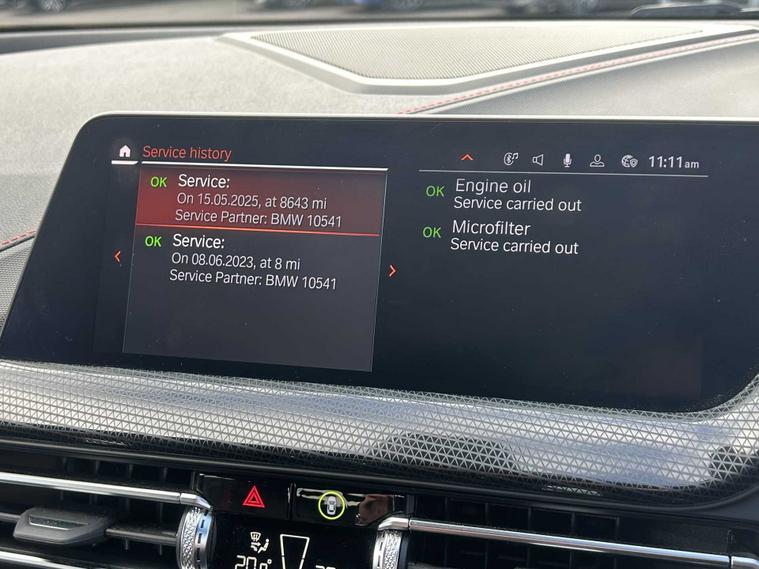 Service history
11:11am
OK Service:
On 15.05.2025, at 8643 mi
Service Partner: BMW 10541
OK Service:
On 08.06.2023, at 8 mi
Service Partner: BMW 10541
OK Engine oil
Service carried out
OK Microfilter
Service carried out